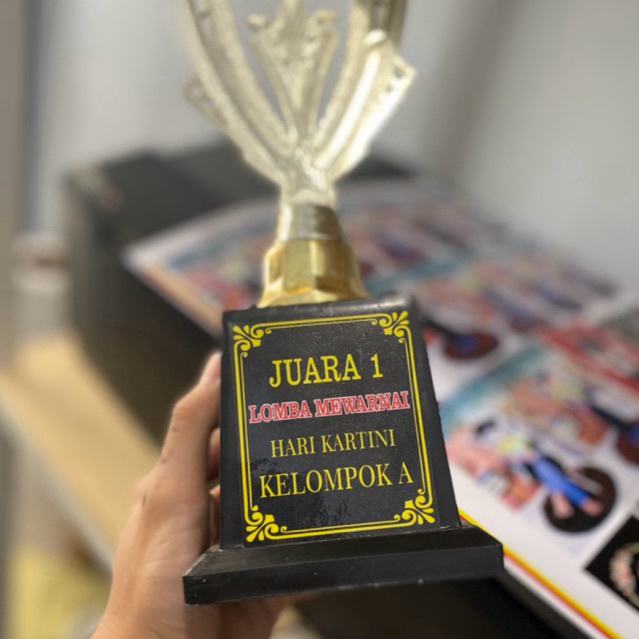 JUARA 1
LOMBA MEWARNAI
HARI KARTINI
KELOMPOK A